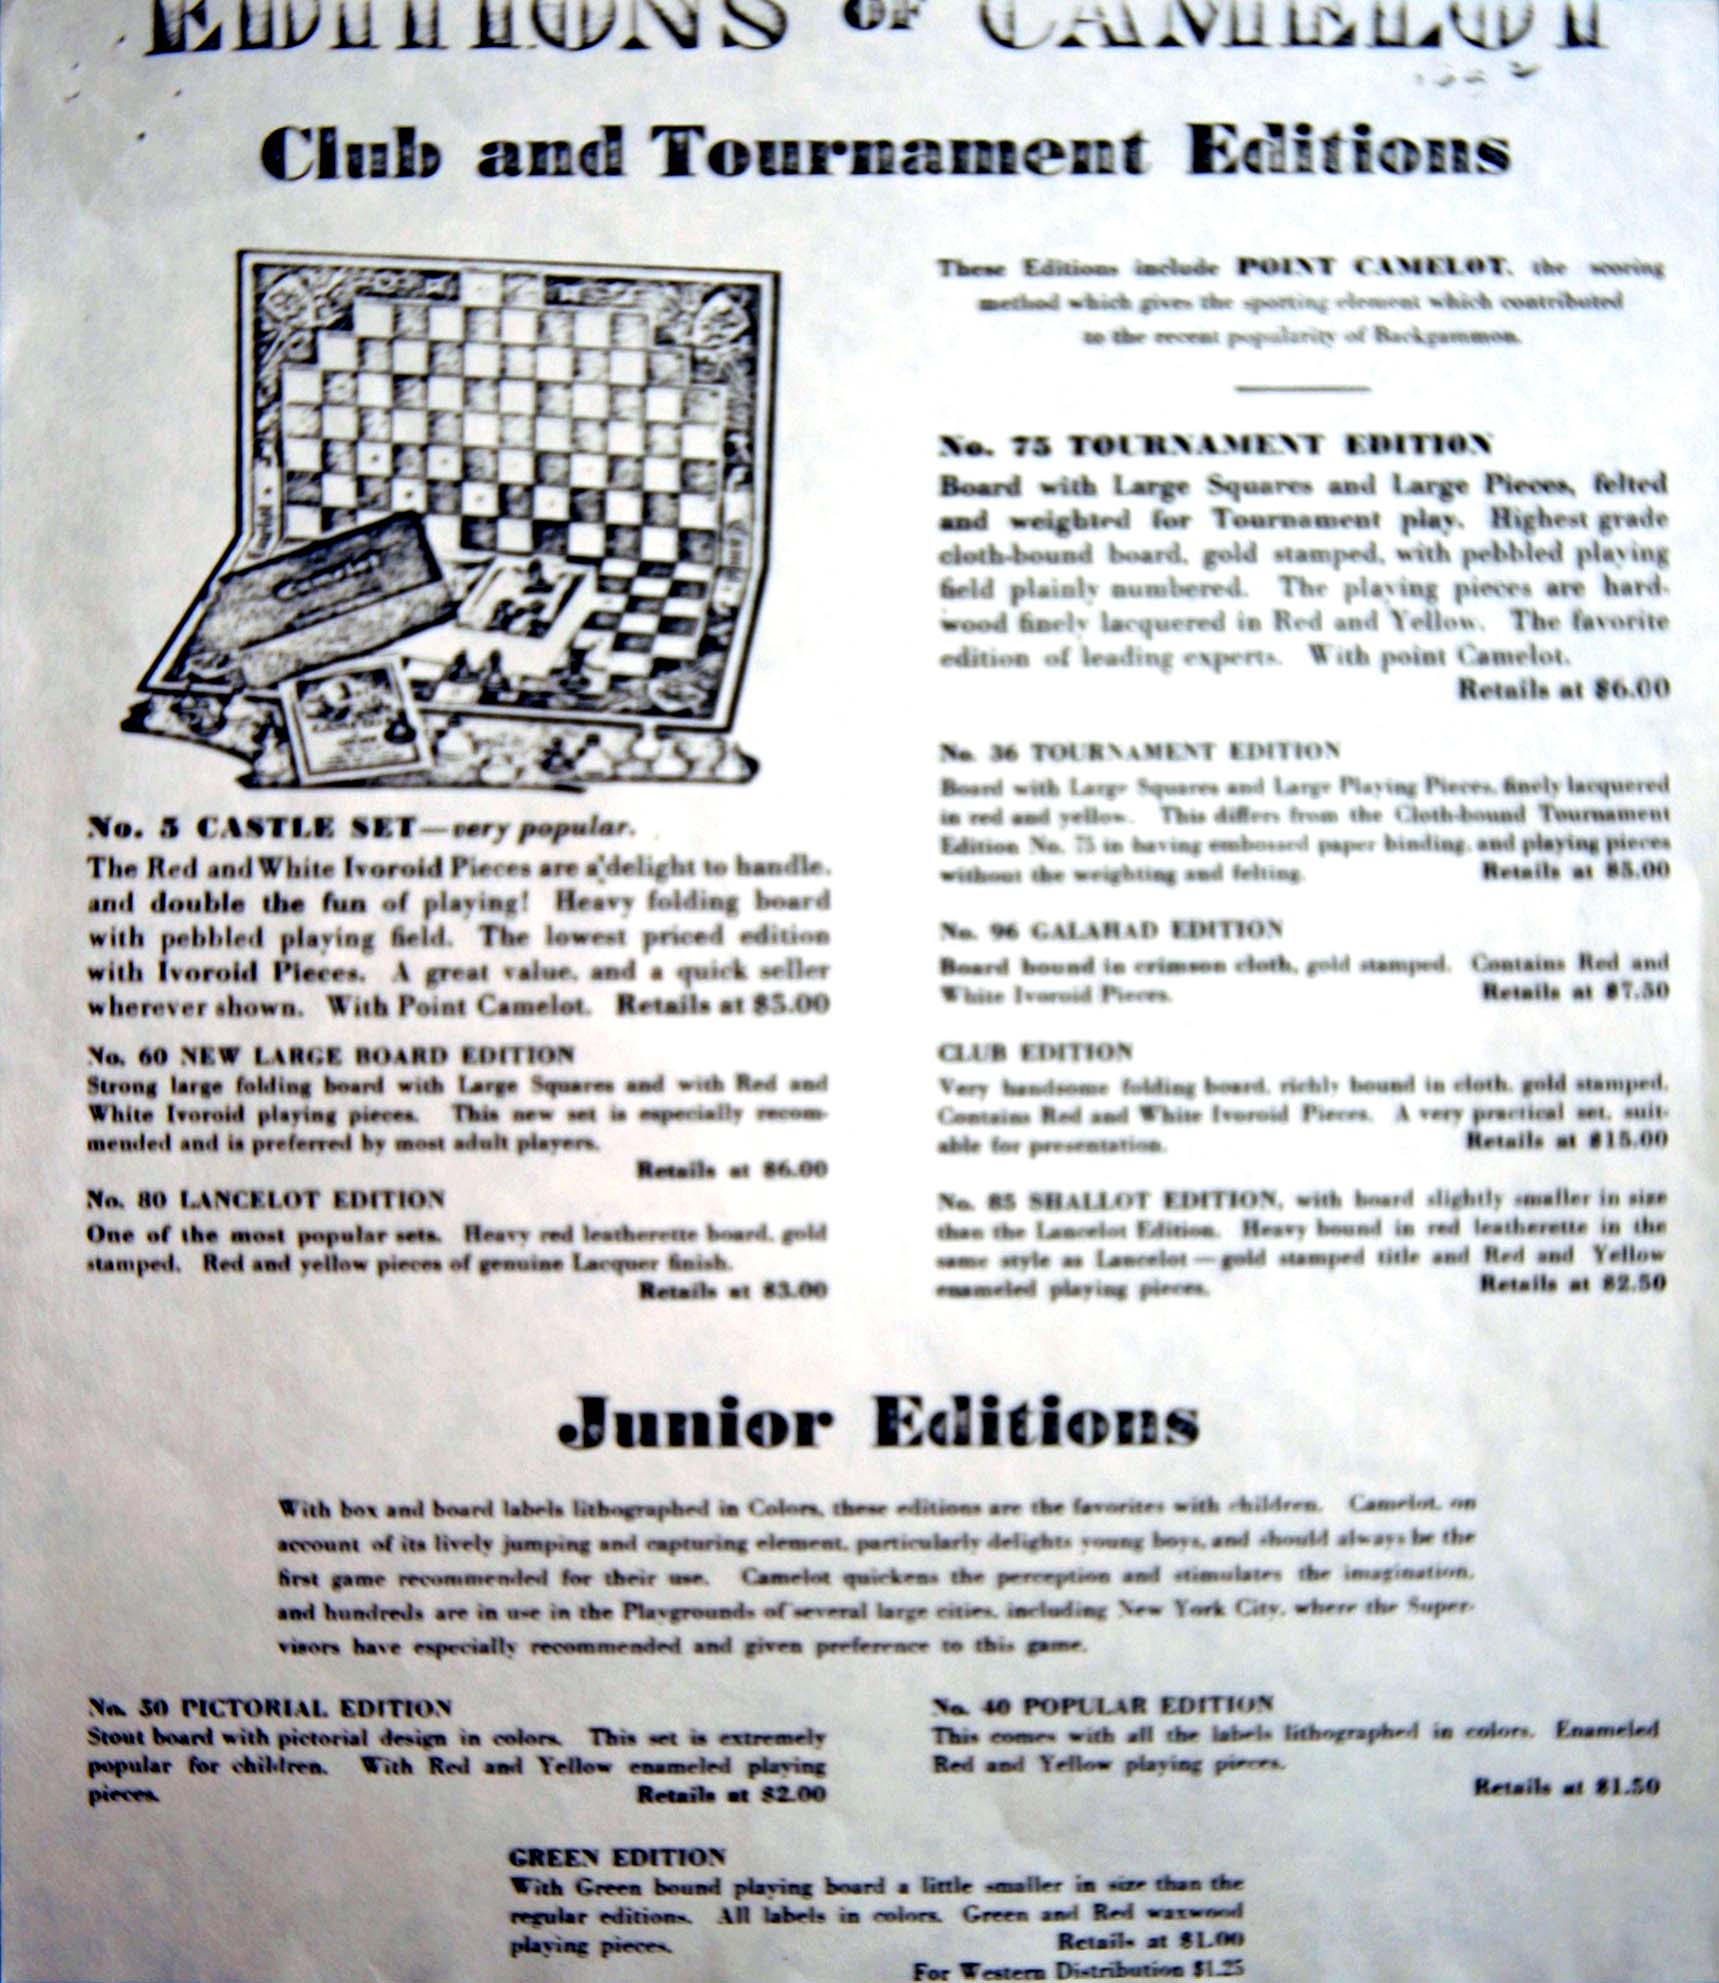 EDITIONS OF CAMELOT
Club and Tournament Editions
These Editions include POINT CAMELOT, the scoring
method which gives the sporting element which contributed
to the recent popularity of Backgammon.
No. 75 TOURNAMENT EDITION
Board with Large Squares and Large Pieces, felted
and weighted for Tournament play. Highest grade
cloth-bound board, gold stamped, with pebbled playing
field plainly numbered. The playing pieces are hard-
wood finely lacquered in Red and Yellow. The favorite
edition of leading experts. With point Camelot.
Retails at $6.00
No. 36 TOURNAMENT EDITION
Board with Large Squares and Large Playing Pieces, finely lacquered
in red and yellow. This differs from the Cloth-bound Tournament
Edition No. 75 in having embossed paper binding, and playing pieces
without the weighting and felting. Retails at $5.00
No. 96 GALAHAD EDITION
Board bound in crimson cloth, gold stamped. Contains Red and
White Ivoroid Pieces. Retails at $7.50
CLUB EDITION
Very handsome folding board, richly bound in cloth, gold stamped.
Contains Red and White Ivoroid Pieces. A very practical set, suit-
able for presentation. Retails at $15.00
No. 85 SHALLOT EDITION, with board slightly smaller in size
than the Lancelot Edition. Heavy bound in red leatherette in the
same style as Lancelot—gold stamped title and Red and Yellow
enameled playing pieces. Retails at $2.50
Camelot
No. 5 CASTLE SET—very popular.
The Red and White Ivoroid Pieces are a delight to handle,
and double the fun of playing! Heavy folding board
with pebbled playing field. The lowest priced edition
with Ivoroid Pieces. A great value, and a quick seller
wherever shown. With Point Camelot. Retails at $5.00
No. 60 NEW LARGE BOARD EDITION
Strong large folding board with Large Squares and with Red and
White Ivoroid playing pieces. This new set is especially recom-
mended and is preferred by most adult players.
Retails at $6.00
No. 80 LANCELOT EDITION
One of the most popular sets. Heavy red leatherette board, gold
stamped. Red and yellow pieces of genuine Lacquer finish.
Retails at $3.00
Junior Editions
With box and board labels lithographed in Colors, these editions are the favorites with children. Camelot, on
account of its lively jumping and capturing element, particularly delights young boys, and should always be the
first game recommended for their use. Camelot quickens the perception and stimulates the imagination,
and hundreds are in use in the Playgrounds of several large cities, including New York City, where the Super-
visors have especially recommended and given preference to this game.
No. 50 PICTORIAL EDITION
Stout board with pictorial design in colors. This set is extremely
popular for children. With Red and Yellow enameled playing
pieces. Retails at $2.00
No. 40 POPULAR EDITION
This comes with all the labels lithographed in colors. Enameled
Red and Yellow playing pieces.
Retails at $1.50
GREEN EDITION
With Green bound playing board a little smaller in size than the
regular editions. All labels in colors. Green and Red waxwood
playing pieces. Retails at $1.00
For Western Distribution $1.25